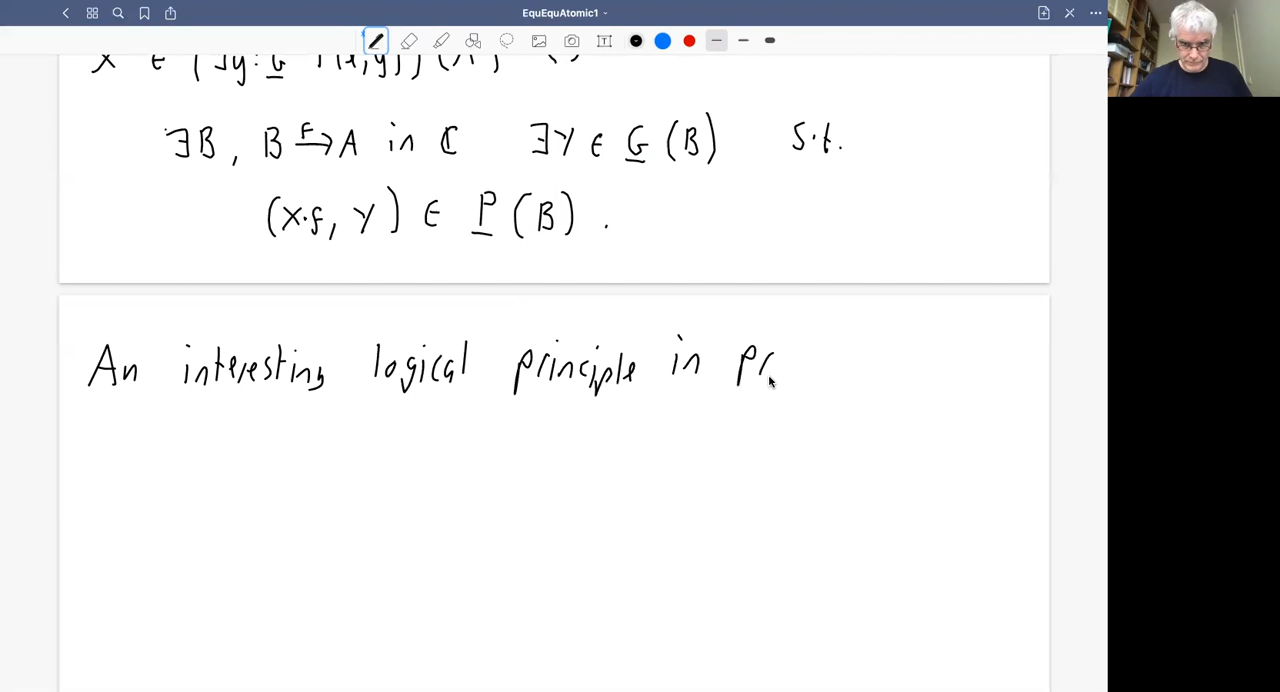 EquEquAtomic1
∃B, B →^f A in ℂ ∃Y ∈ G̲(B) s.t.
(X·f, Y) ∈ P̲(B).
An interesting logical principle in pr